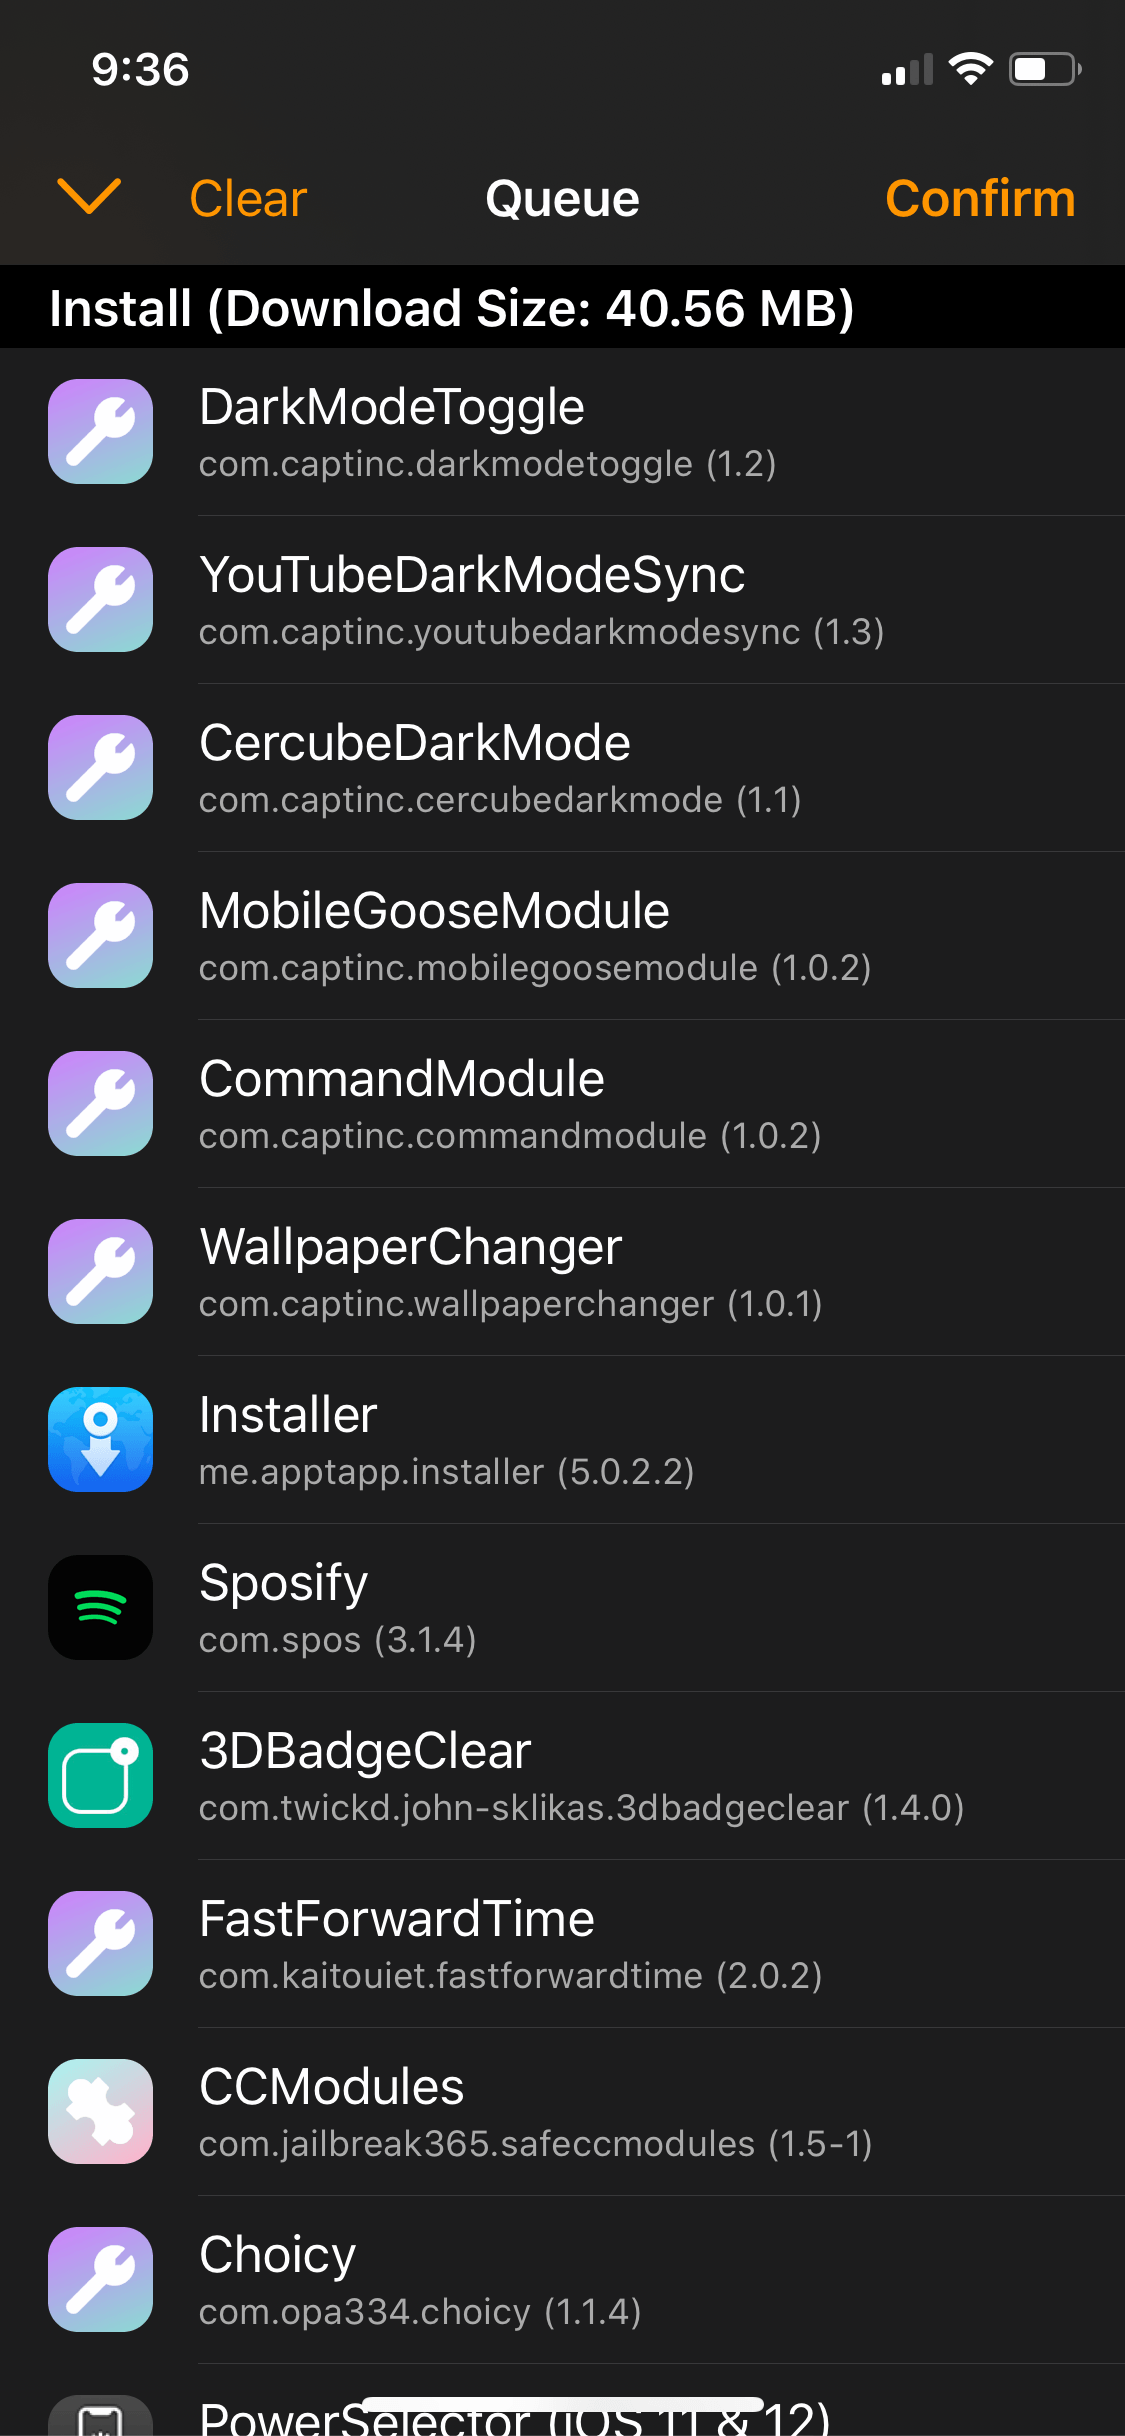 9:36
Clear
Queue
Confirm
Install (Download Size: 40.56 MB)
DarkModeToggle
com.captinc.darkmodetoggle (1.2)
YouTubeDarkModeSync
com.captinc.youtubedarkmodesync (1.3)
CercubeDarkMode
com.captinc.cercubedarkmode (1.1)
MobileGooseModule
com.captinc.mobilegoosemodule (1.0.2)
CommandModule
com.captinc.commandmodule (1.0.2)
WallpaperChanger
com.captinc.wallpaperchanger (1.0.1)
Installer
me.apptapp.installer (5.0.2.2)
Sposify
com.spos (3.1.4)
3DBadgeClear
com.twickd.john-sklikas.3dbadgeclear (1.4.0)
FastForwardTime
com.kaitouiet.fastforwardtime (2.0.2)
CCModules
com.jailbreak365.safeccmodules (1.5-1)
Choicy
com.opa334.choicy (1.1.4)
PowerSelector (iOS 11 & 12)